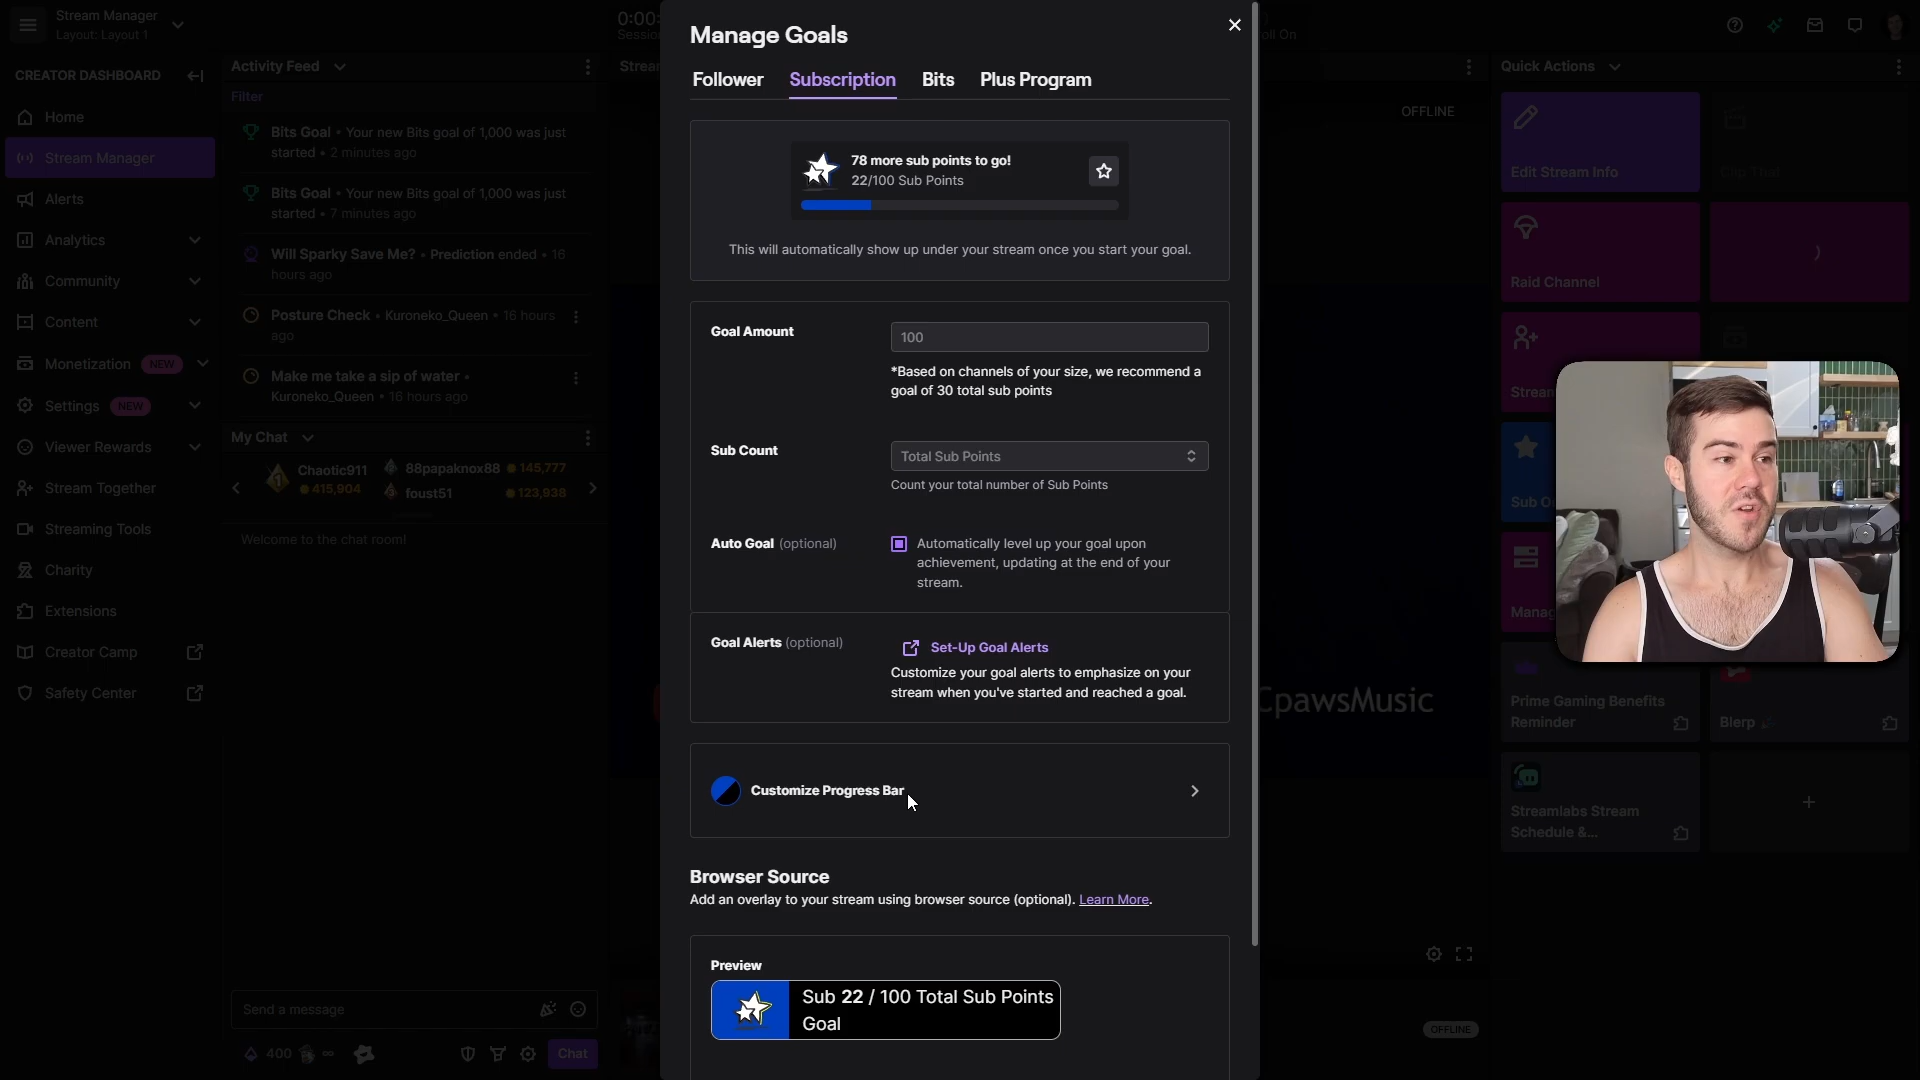 Stream Manager
Layout: Layout 1
0:00:
Sessio
oll On
CREATOR DASHBOARD
Home
Stream Manager
Alerts
Analytics
Community
Content
Monetization NEW
Settings NEW
Viewer Rewards
Stream Together
Streaming Tools
Charity
Extensions
Creator Camp
Safety Center
Activity Feed
Filter
Bits Goal • Your new Bits goal of 1,000 was just
started • 2 minutes ago
Bits Goal • Your new Bits goal of 1,000 was just
started • 7 minutes ago
Will Sparky Save Me? • Prediction ended • 16
hours ago
Posture Check • Kuroneko_Queen • 16 hours
ago
Make me take a sip of water •
Kuroneko_Queen • 16 hours ago
My Chat
1
Chaotic911
415,904
88papaknox88 145,777
foust51 123,938
Welcome to the chat room!
Send a message
400
Chat
Strear
Manage Goals
Follower
Subscription
Bits
Plus Program
78 more sub points to go!
22/100 Sub Points
This will automatically show up under your stream once you start your goal.
Goal Amount
100
*Based on channels of your size, we recommend a
goal of 30 total sub points
Sub Count
Total Sub Points
Count your total number of Sub Points
Auto Goal (optional)
Automatically level up your goal upon
achievement, updating at the end of your
stream.
Goal Alerts (optional)
Set-Up Goal Alerts
Customize your goal alerts to emphasize on your
stream when you've started and reached a goal.
Customize Progress Bar
Browser Source
Add an overlay to your stream using browser source (optional). Learn More.
Preview
Sub 22 / 100 Total Sub Points
Goal
OFFLINE
CpawsMusic
OFFLINE
Quick Actions
Edit Stream Info
Raid Channel
Stream
Sub O
Manag
Prime Gaming Benefits
Reminder
Blerp
Streamlabs Stream
Schedule &...